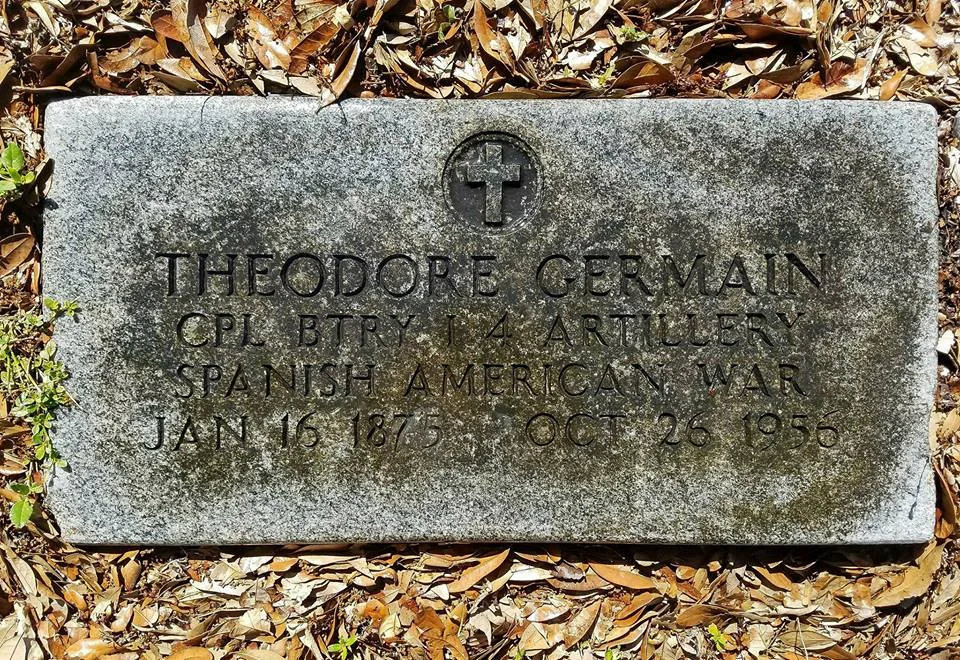 THEODORE GERMAIN
CPL BTRY I 4 ARTILLERY
SPANISH AMERICAN WAR
JAN 16 1875 OCT 26 1956